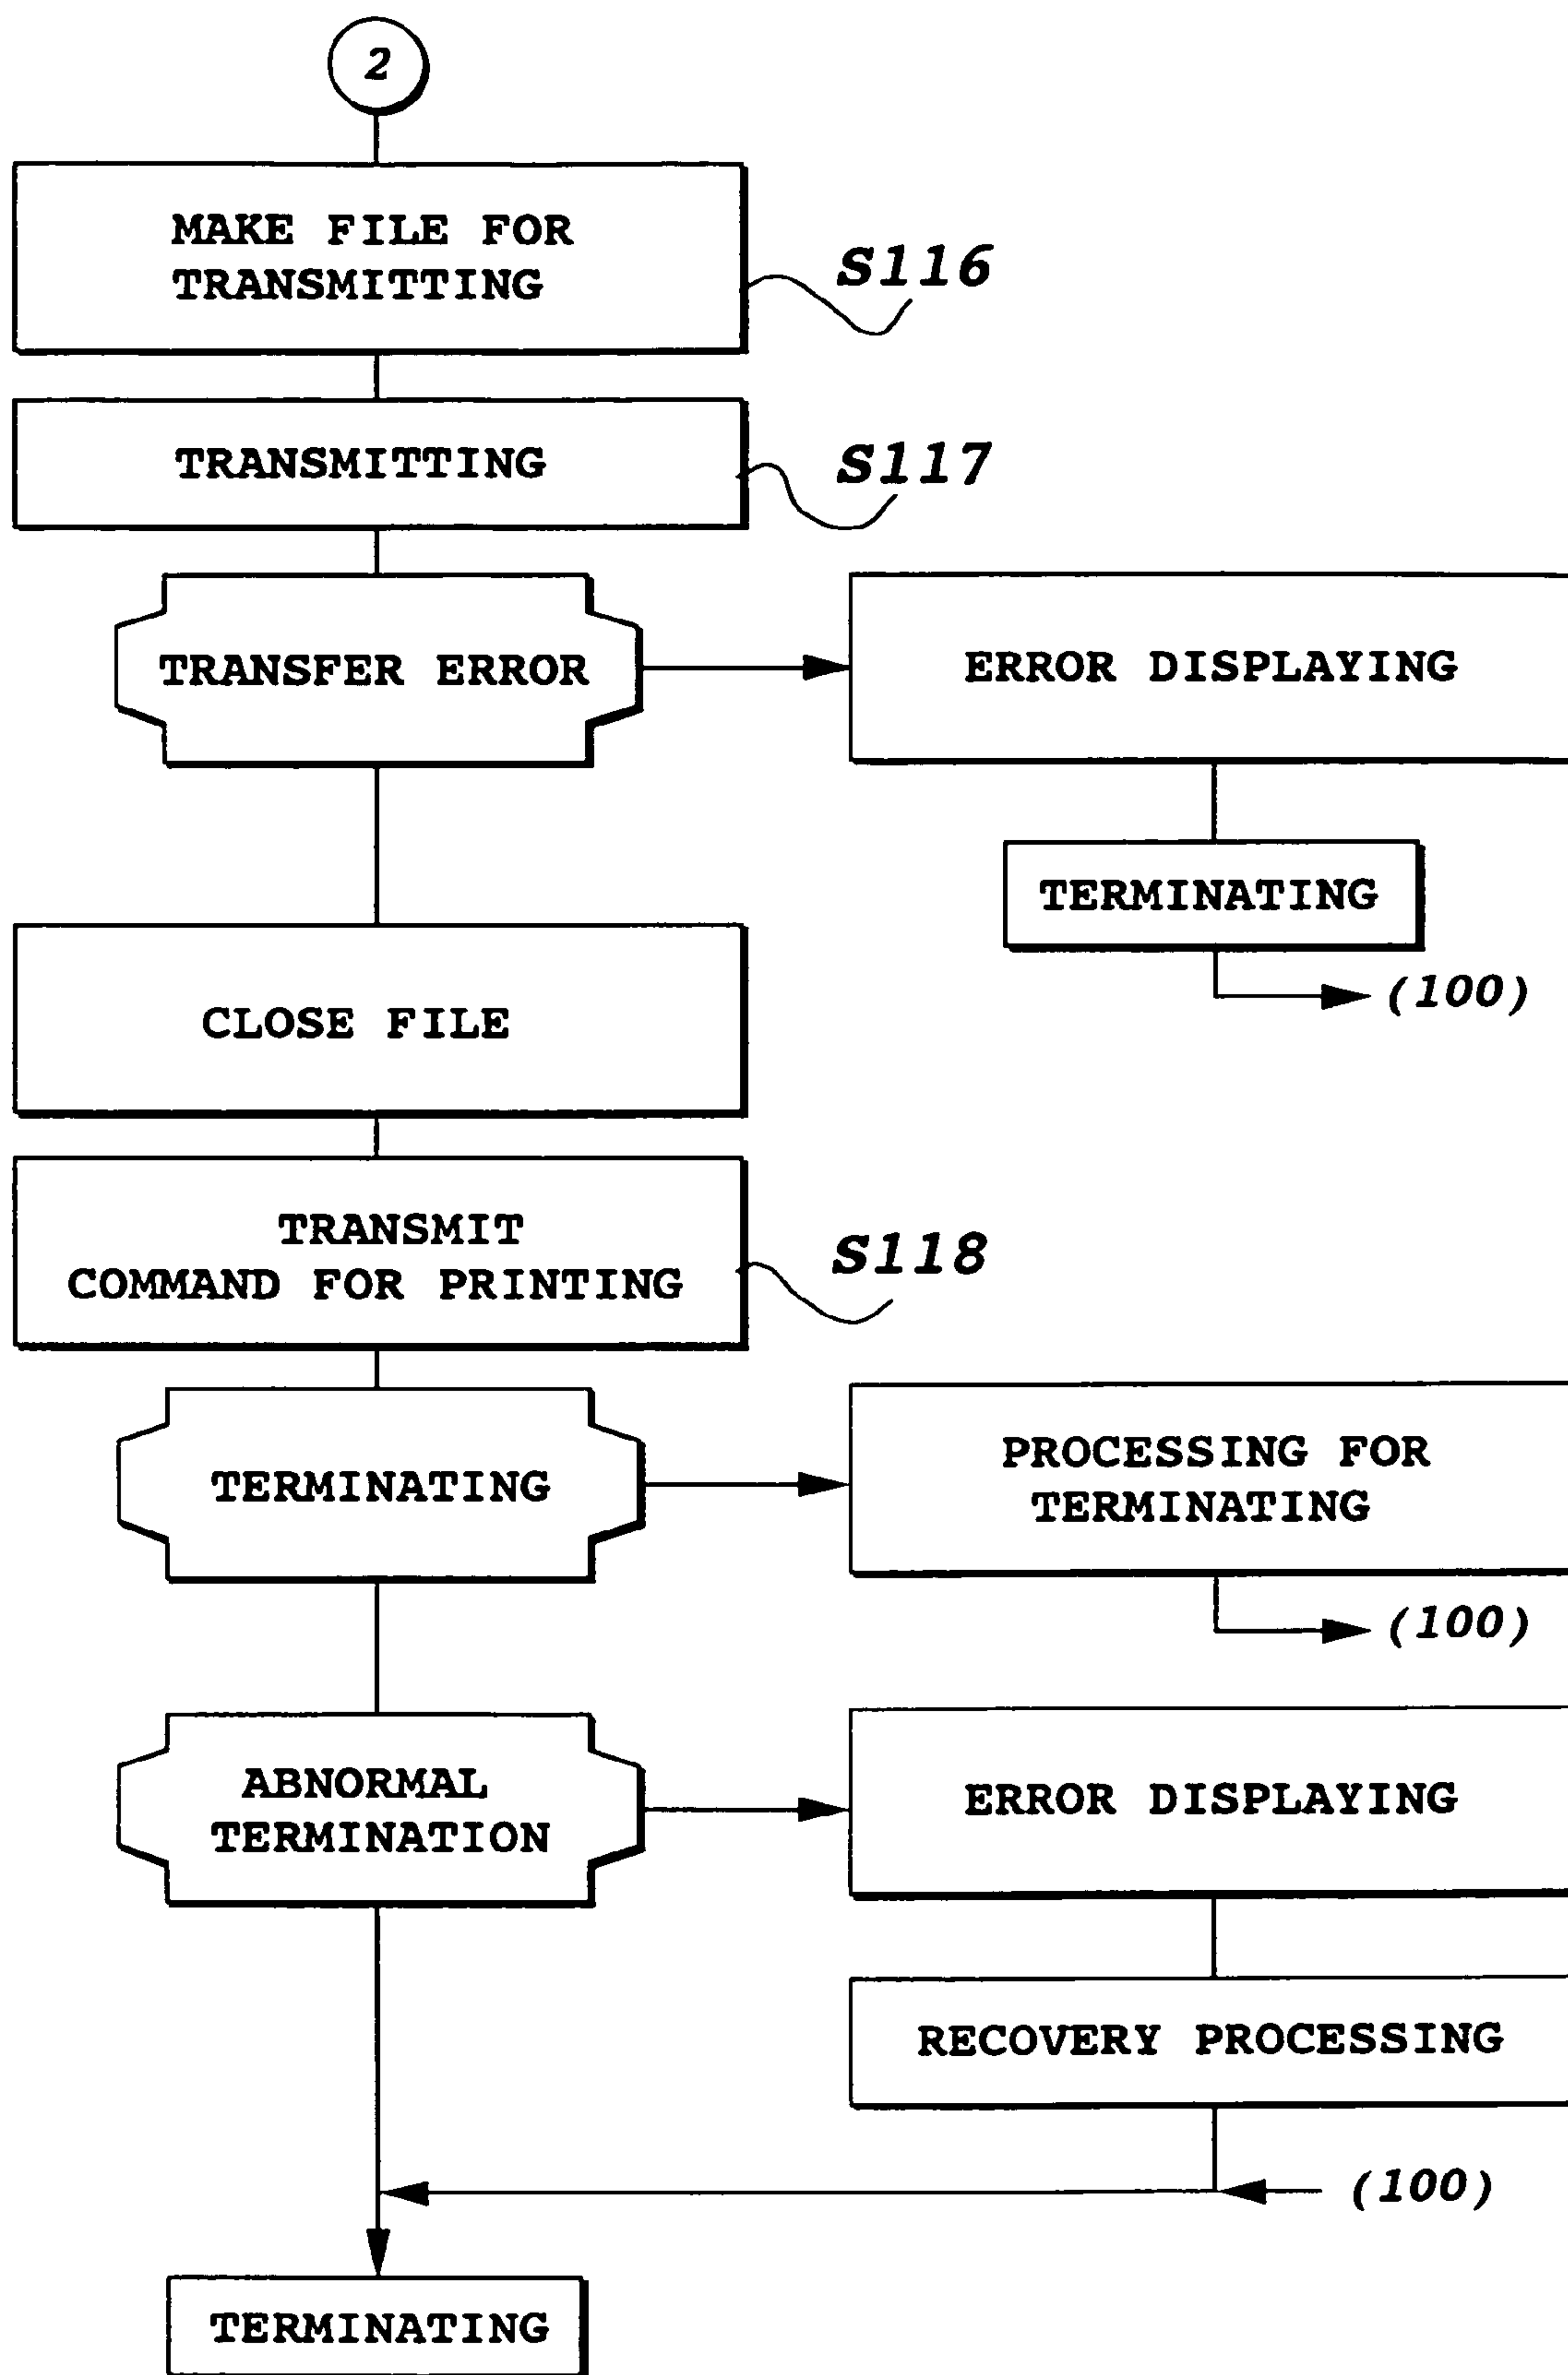 2
MAKE FILE FOR
TRANSMITTING
S116
TRANSMITTING
S117
TRANSFER ERROR
ERROR DISPLAYING
TERMINATING
(100)
CLOSE FILE
TRANSMIT
COMMAND FOR PRINTING
S118
TERMINATING
PROCESSING FOR
TERMINATING
(100)
ABNORMAL
TERMINATION
ERROR DISPLAYING
RECOVERY PROCESSING
(100)
TERMINATING